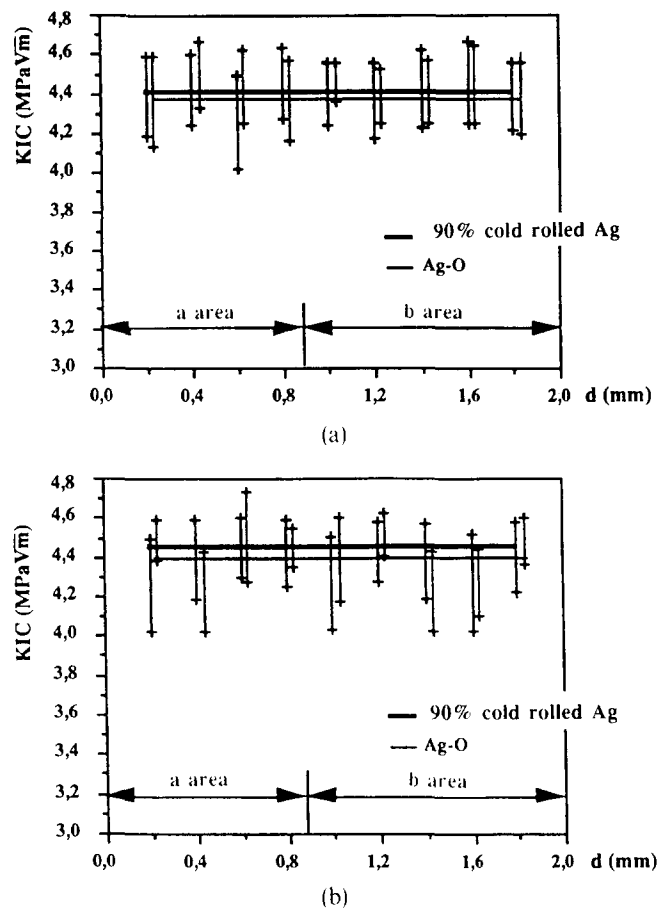 KIC (MPa√m)
4,8
4,6
4,4
4,2
4,0
3,8
3,6
3,4
3,2
3,0
90% cold rolled Ag
Ag-O
a area
b area
0,0
0,4
0,8
1,2
1,6
2,0
d (mm)
(a)
KIC (MPa√m)
4,8
4,6
4,4
4,2
4,0
3,8
3,6
3,4
3,2
3,0
90% cold rolled Ag
Ag-O
a area
b area
0,0
0,4
0,8
1,2
1,6
2,0
d (mm)
(b)